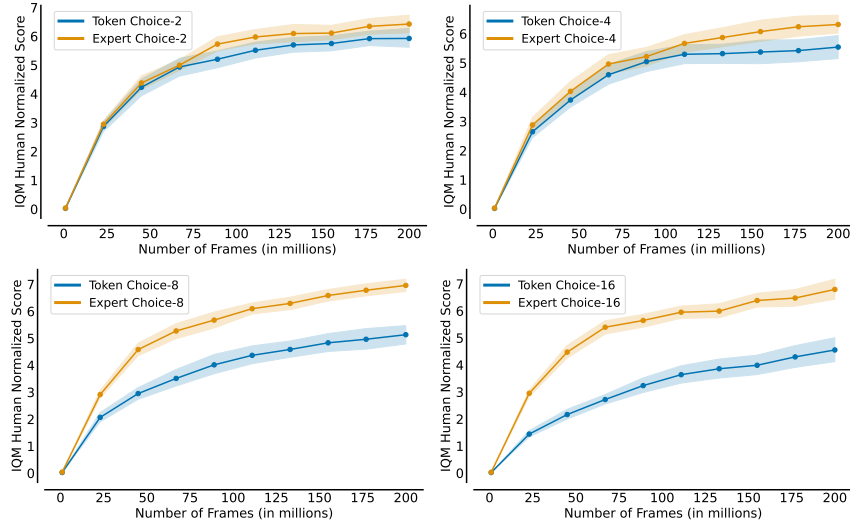 IQM Human Normalized Score
7
6
5
4
3
2
1
0
Token Choice-2
Expert Choice-2
0 25 50 75 100 125 150 175 200
Number of Frames (in millions)
IQM Human Normalized Score
6
5
4
3
2
1
0
Token Choice-4
Expert Choice-4
0 25 50 75 100 125 150 175 200
Number of Frames (in millions)
IQM Human Normalized Score
7
6
5
4
3
2
1
0
Token Choice-8
Expert Choice-8
0 25 50 75 100 125 150 175 200
Number of Frames (in millions)
IQM Human Normalized Score
7
6
5
4
3
2
1
0
Token Choice-16
Expert Choice-16
0 25 50 75 100 125 150 175 200
Number of Frames (in millions)